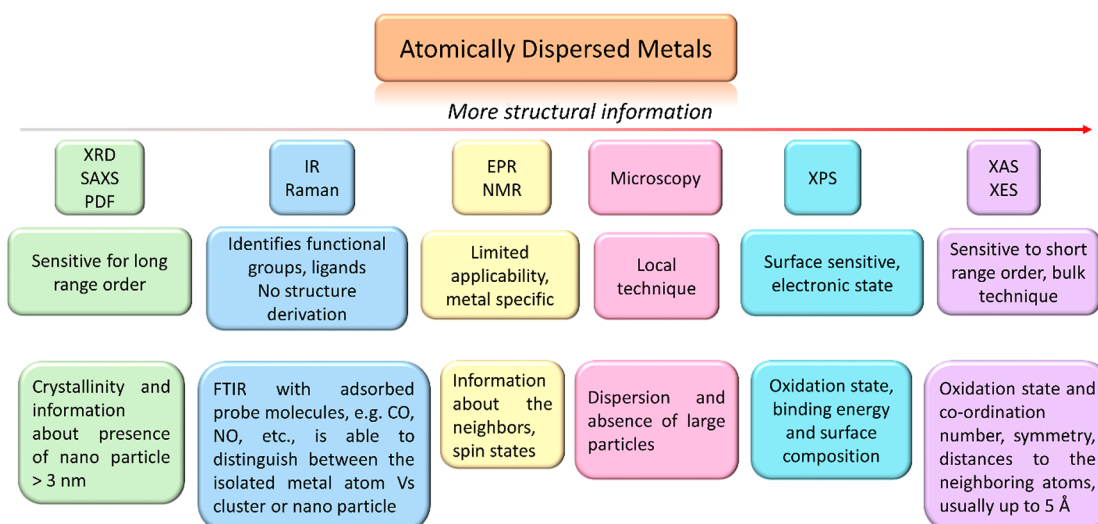 Atomically Dispersed Metals
More structural information
XRD
SAXS
PDF
IR
Raman
EPR
NMR
Microscopy
XPS
XAS
XES
Sensitive for long
range order
Identifies functional
groups, ligands
No structure
derivation
Limited
applicability,
metal specific
Local
technique
Surface sensitive,
electronic state
Sensitive to short
range order, bulk
technique
Crystallinity and
information
about presence
of nano particle
> 3 nm
FTIR with adsorbed
probe molecules, e.g. CO,
NO, etc., is able to
distinguish between the
isolated metal atom Vs
cluster or nano particle
Information
about the
neighbors,
spin states
Dispersion and
absence of large
particles
Oxidation state,
binding energy
and surface
composition
Oxidation state and
co-ordination
number, symmetry,
distances to the
neighboring atoms,
usually up to 5 Å